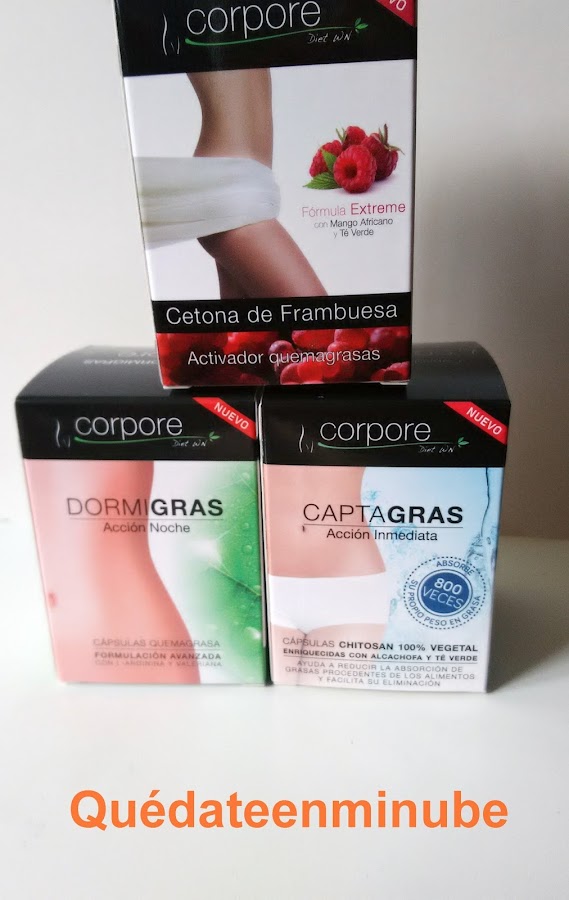 corpore
Diet WN
Fórmula Extreme
con Mango Africano
y Té Verde
Cetona de Frambuesa
Activador quemagrasas
corpore
Diet WN
NUEVO
DORMIGRAS
Acción Noche
CÁPSULAS QUEMAGRASA
FORMULACIÓN AVANZADA
CON L-ARGININA Y VALERIANA
corpore
Diet WN
NUEVO
CAPTAGRAS
Acción Inmediata
ABSORBE
800
VECES
SU PROPIO PESO EN GRASA
CÁPSULAS CHITOSAN 100% VEGETAL
ENRIQUECIDAS CON ALCACHOFA Y TÉ VERDE
AYUDA A REDUCIR LA ABSORCIÓN DE
GRASAS PROCEDENTES DE LOS ALIMENTOS
Y FACILITA SU ELIMINACIÓN
Quédateenminube